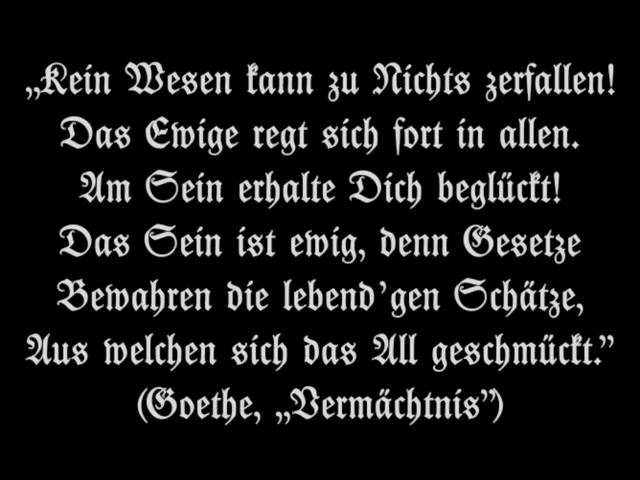 „Kein Wesen kann zu Nichts zerfallen!
Das Ewige regt sich fort in allen.
Am Sein erhalte Dich beglückt!
Das Sein ist ewig, denn Gesetze
Bewahren die lebend’gen Schätze,
Aus welchen sich das All geschmückt.”
(Goethe, „Vermächtnis”)